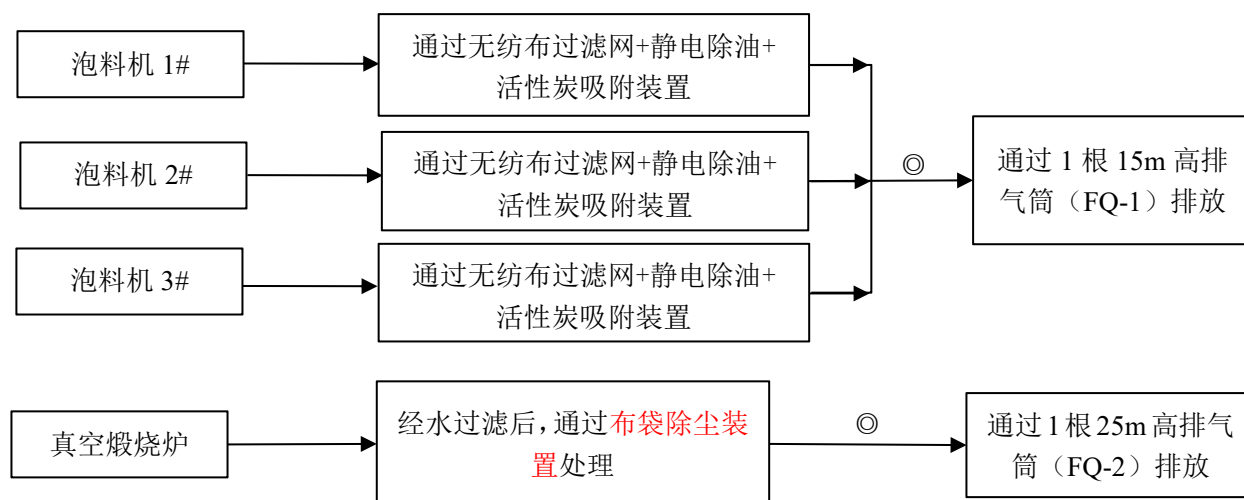 泡料机 1#
通过无纺布过滤网+静电除油+
活性炭吸附装置
泡料机 2#
通过无纺布过滤网+静电除油+
活性炭吸附装置
◎
通过 1 根 15m 高排
气筒（FQ-1）排放
泡料机 3#
通过无纺布过滤网+静电除油+
活性炭吸附装置
真空煅烧炉
经水过滤后，通过布袋除尘装
置处理
◎
通过1根25m高排气
筒（FQ-2）排放